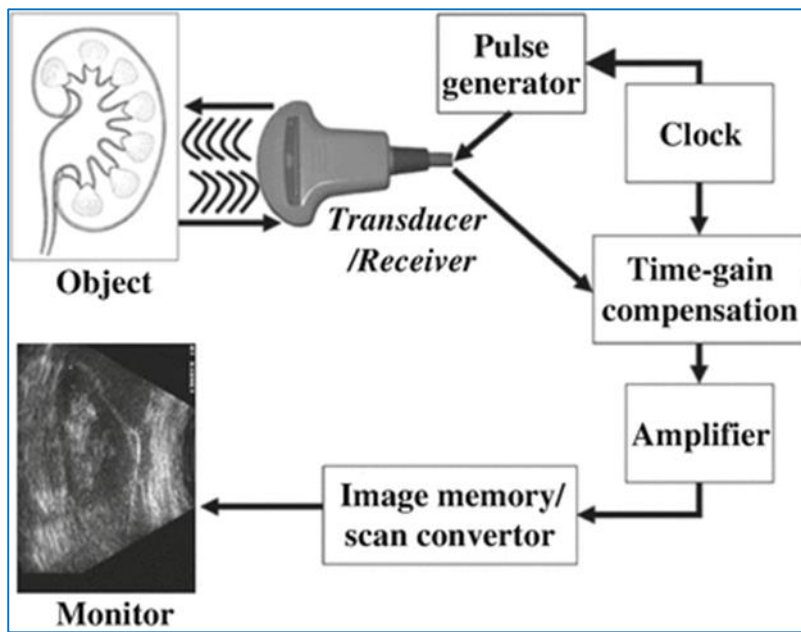 Pulse
generator
Clock
Transducer
/Receiver
Object
Time-gain
compensation
Amplifier
Image memory/
scan convertor
Monitor